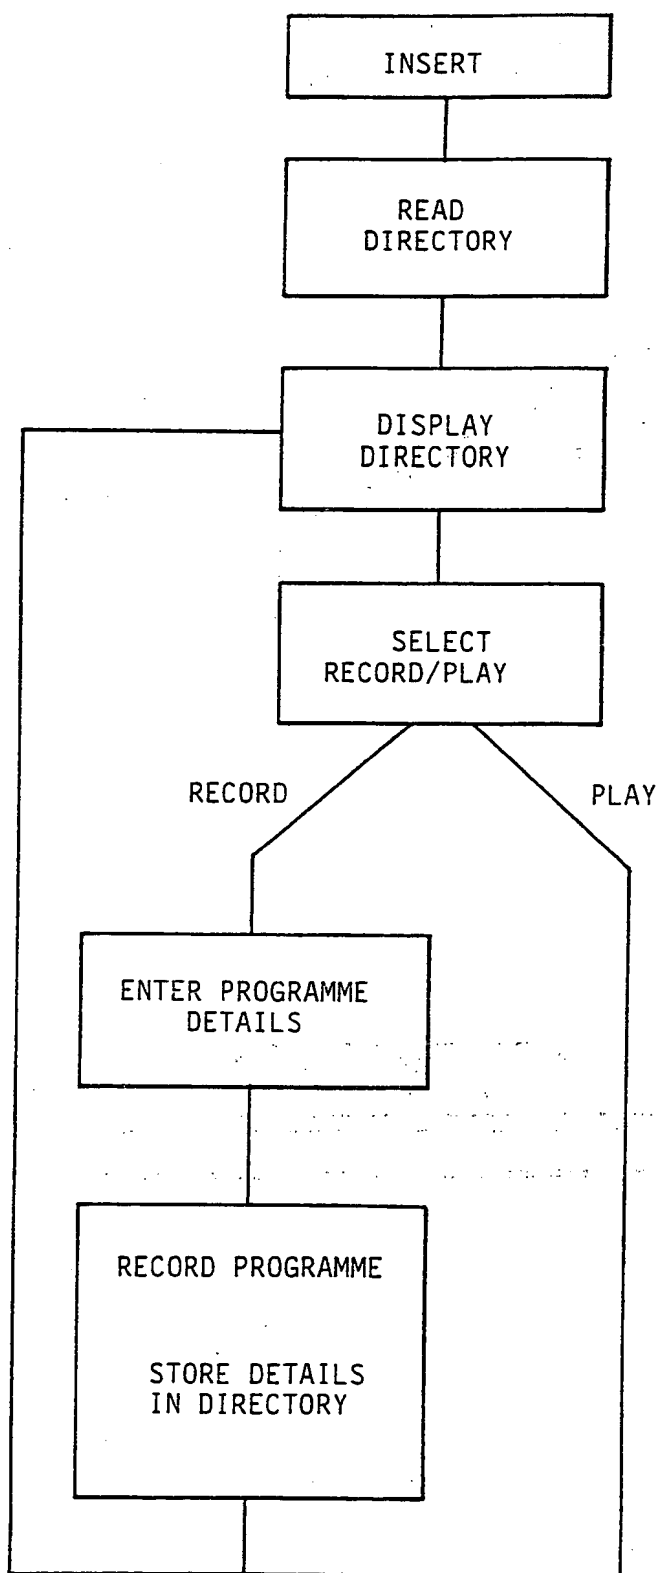 INSERT
READ
DIRECTORY
DISPLAY
DIRECTORY
SELECT
RECORD/PLAY
RECORD
PLAY
ENTER PROGRAMME
DETAILS
RECORD PROGRAMME
STORE DETAILS
IN DIRECTORY